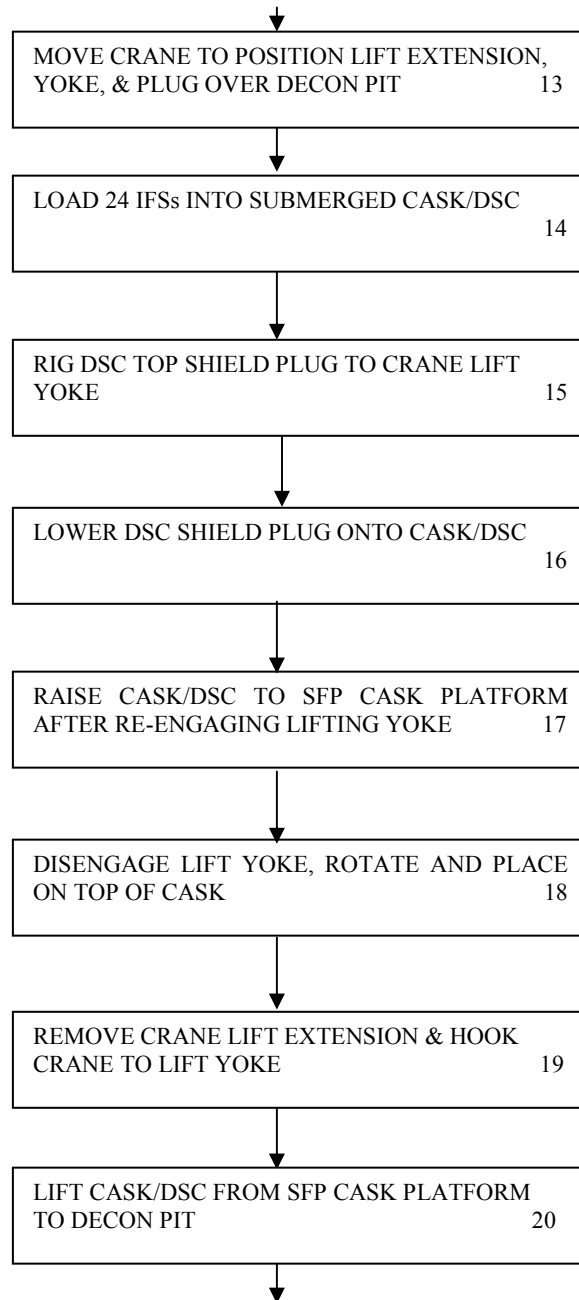 MOVE CRANE TO POSITION LIFT EXTENSION,
YOKE, & PLUG OVER DECON PIT 13
LOAD 24 IFSs INTO SUBMERGED CASK/DSC
14
RIG DSC TOP SHIELD PLUG TO CRANE LIFT
YOKE 15
LOWER DSC SHIELD PLUG ONTO CASK/DSC
16
RAISE CASK/DSC TO SFP CASK PLATFORM
AFTER RE-ENGAGING LIFTING YOKE 17
DISENGAGE LIFT YOKE, ROTATE AND PLACE
ON TOP OF CASK 18
REMOVE CRANE LIFT EXTENSION & HOOK
CRANE TO LIFT YOKE 19
LIFT CASK/DSC FROM SFP CASK PLATFORM
TO DECON PIT 20